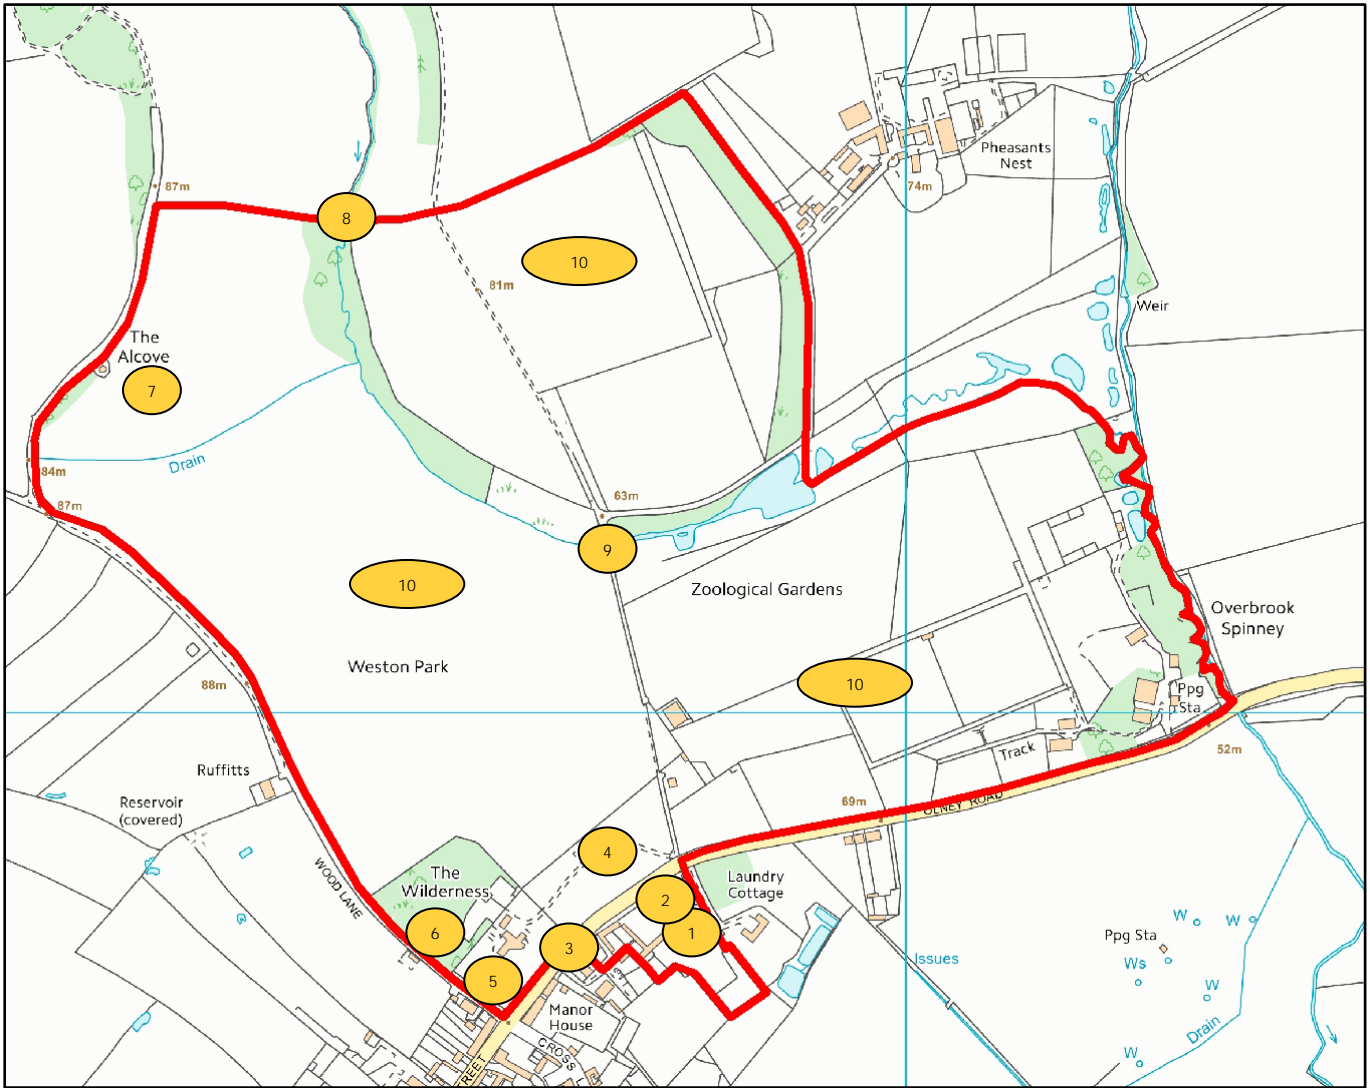 Pheasants
Nest
87m
74m
8
10
81m
Weir
The
Alcove
7
Drain
84m
87m
63m
9
10
Zoological Gardens
Overbrook
Spinney
Weston Park
10
88m
Ppg
Sta
52m
Track
Ruffitts
Reservoir
(covered)
69m
OLNEY ROAD
WOOD LANE
4
The
Wilderness
Laundry
Cottage
2
1
6
3
5
W
W
Ppg Sta
Ws
W
Issues
Manor
House
Drain
CROSS L
W
REET